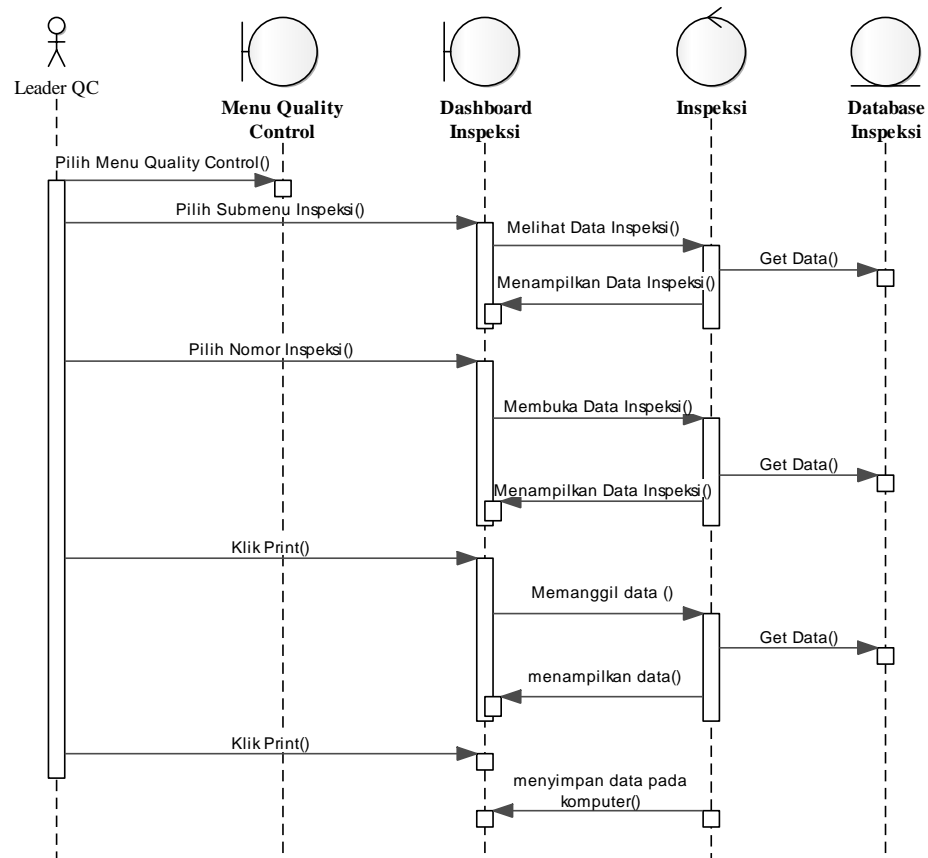 Leader QC
Menu Quality
Control
Dashboard
Inspeksi
Inspeksi
Database
Inspeksi
Pilih Menu Quality Control()
Pilih Submenu Inspeksi()
Melihat Data Inspeksi()
Get Data()
Menampilkan Data Inspeksi()
Pilih Nomor Inspeksi()
Membuka Data Inspeksi()
Get Data()
Menampilkan Data Inspeksi()
Klik Print()
Memanggil data ()
Get Data()
menampilkan data()
Klik Print()
menyimpan data pada
komputer()